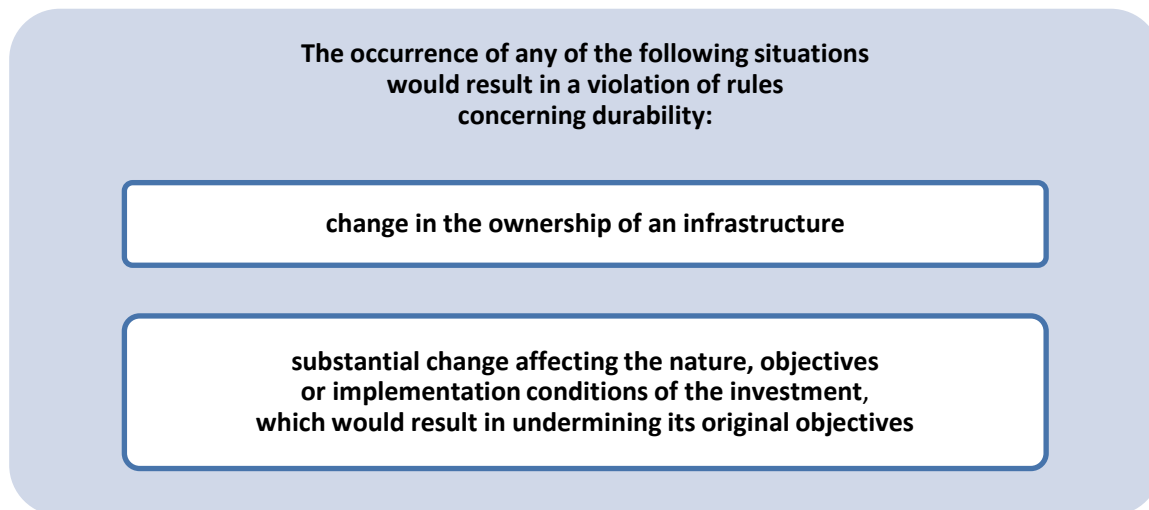 The occurrence of any of the following situations
would result in a violation of rules
concerning durability:
change in the ownership of an infrastructure
substantial change affecting the nature, objectives
or implementation conditions of the investment,
which would result in undermining its original objectives